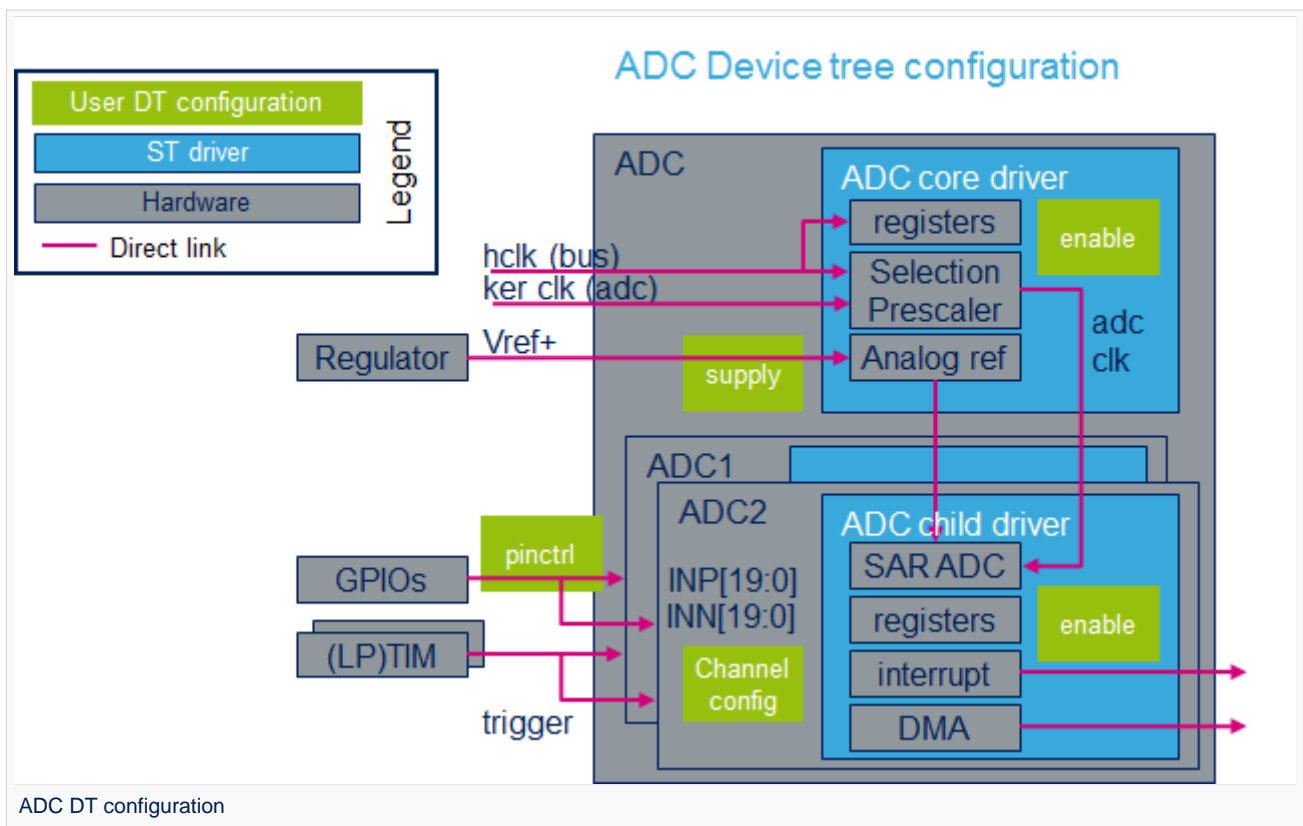 ADC Device tree configuration
User DT configuration
ST driver
Hardware
Direct link
Legend
ADC
ADC core driver
registers
enable
hclk (bus)
Selection
Prescaler
ker clk (adc)
adc
clk
Regulator
Vref+
supply
Analog ref
ADC1
ADC2
ADC child driver
pinctrl
GPIOs
INP[19:0]
INN[19:0]
SAR ADC
registers
enable
(LP)TIM
Channel
config
interrupt
trigger
DMA
ADC DT configuration